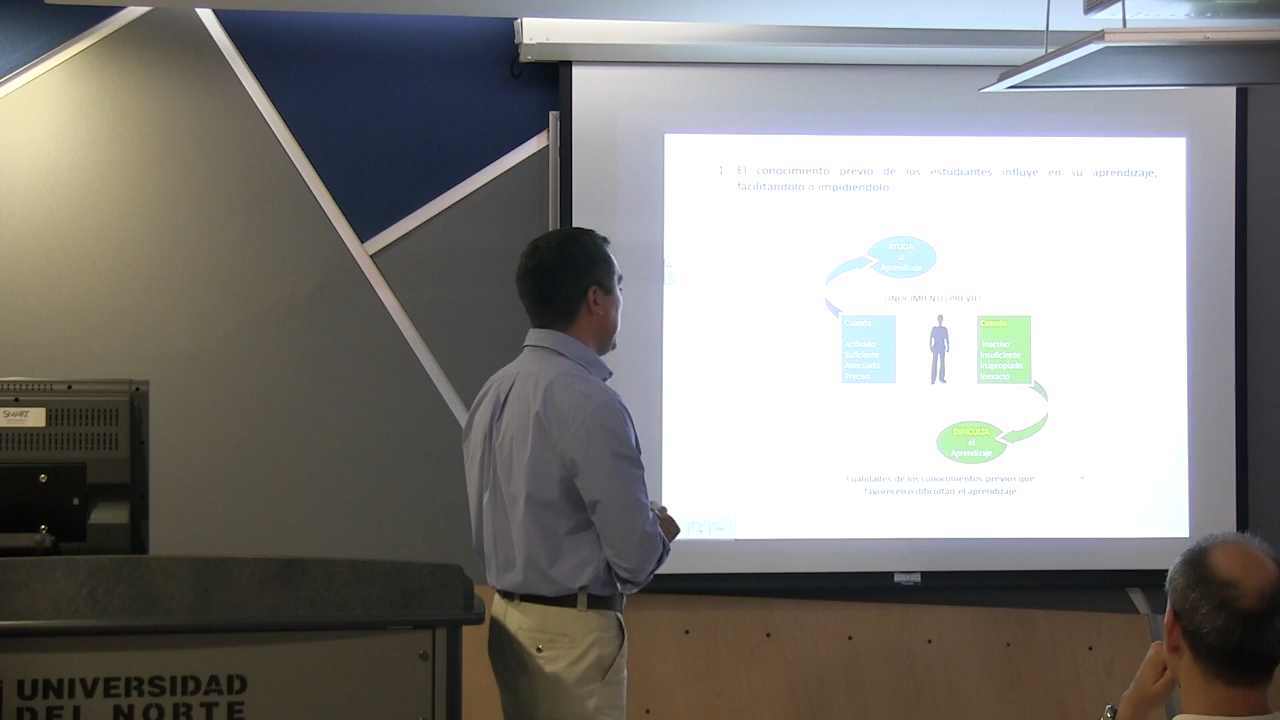 1 El conocimiento previo de los estudiantes influye en su aprendizaje,
facilitándolo o impidiéndolo
AYUDA
al
Aprendizaje
CONOCIMIENTO PREVIO
Cuando
Activado
Suficiente
Adecuado
Preciso
Cuando
Inactivo
Insuficiente
Inapropiado
Inexacto
DIFICULTA
el
Aprendizaje
Cualidades de los conocimientos previos que
favorecen o dificultan el aprendizaje
SMART
UNIVERSIDAD
DEL NORTE